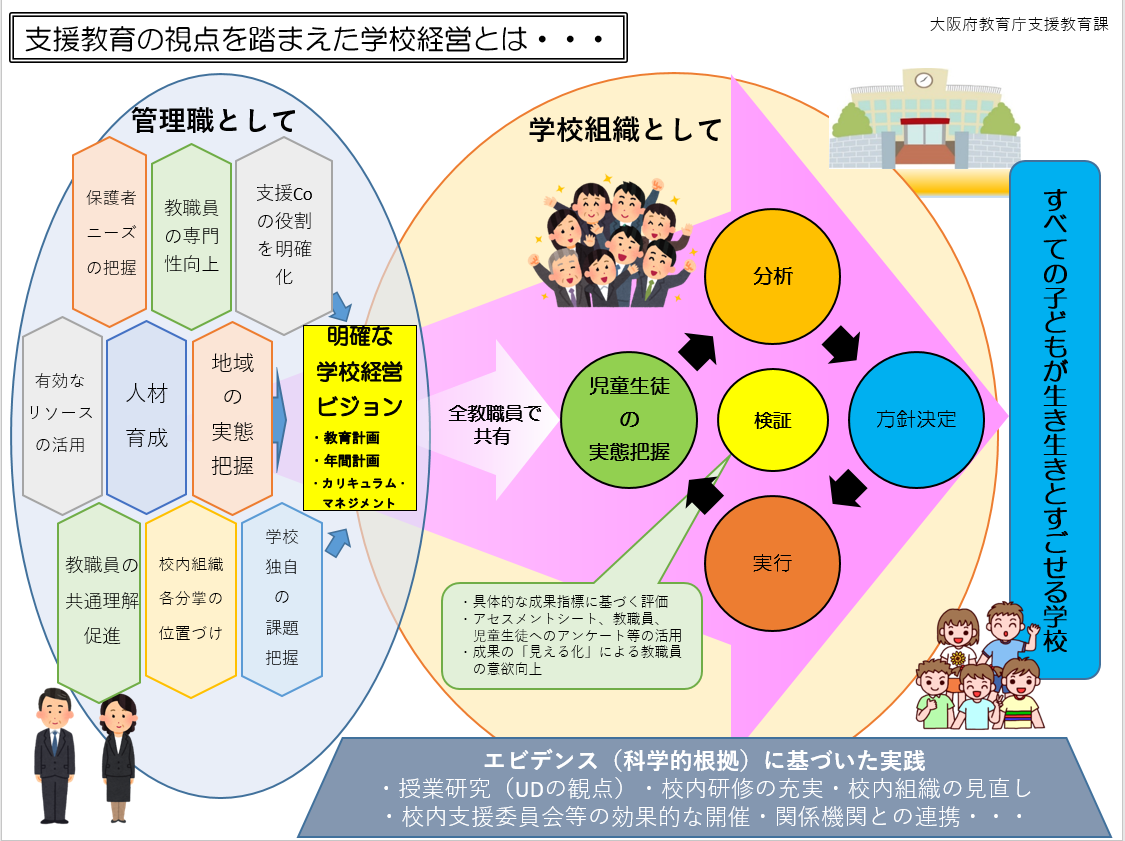 支援教育の視点を踏まえた学校経営とは・・・
大阪府教育庁支援教育課
管理職として
保護者
ニーズ
の把握
教職員
の専門
性向上
支援Co
の役割
を明確
化
有効な
リソース
の活用
人材
育成
地域
の
実態
把握
教職員の
共通理解
促進
校内組織
各分掌の
位置づけ
学校
独自
の
課題
把握
明確な
学校経営
ビジョン
・教育計画
・年間計画
・カリキュラム・
マネジメント
全教職員で
共有
学校組織として
分析
児童生徒
の
実態把握
検証
方針決定
実行
・具体的な成果指標に基づく評価
・アセスメントシート、教職員、
児童生徒へのアンケート等の活用
・成果の「見える化」による教職員
の意欲向上
すべての子どもが生き生きとすごせる学校
エビデンス（科学的根拠）に基づいた実践
・授業研究（UDの観点）・校内研修の充実・校内組織の見直し
・校内支援委員会等の効果的な開催・関係機関との連携・・・